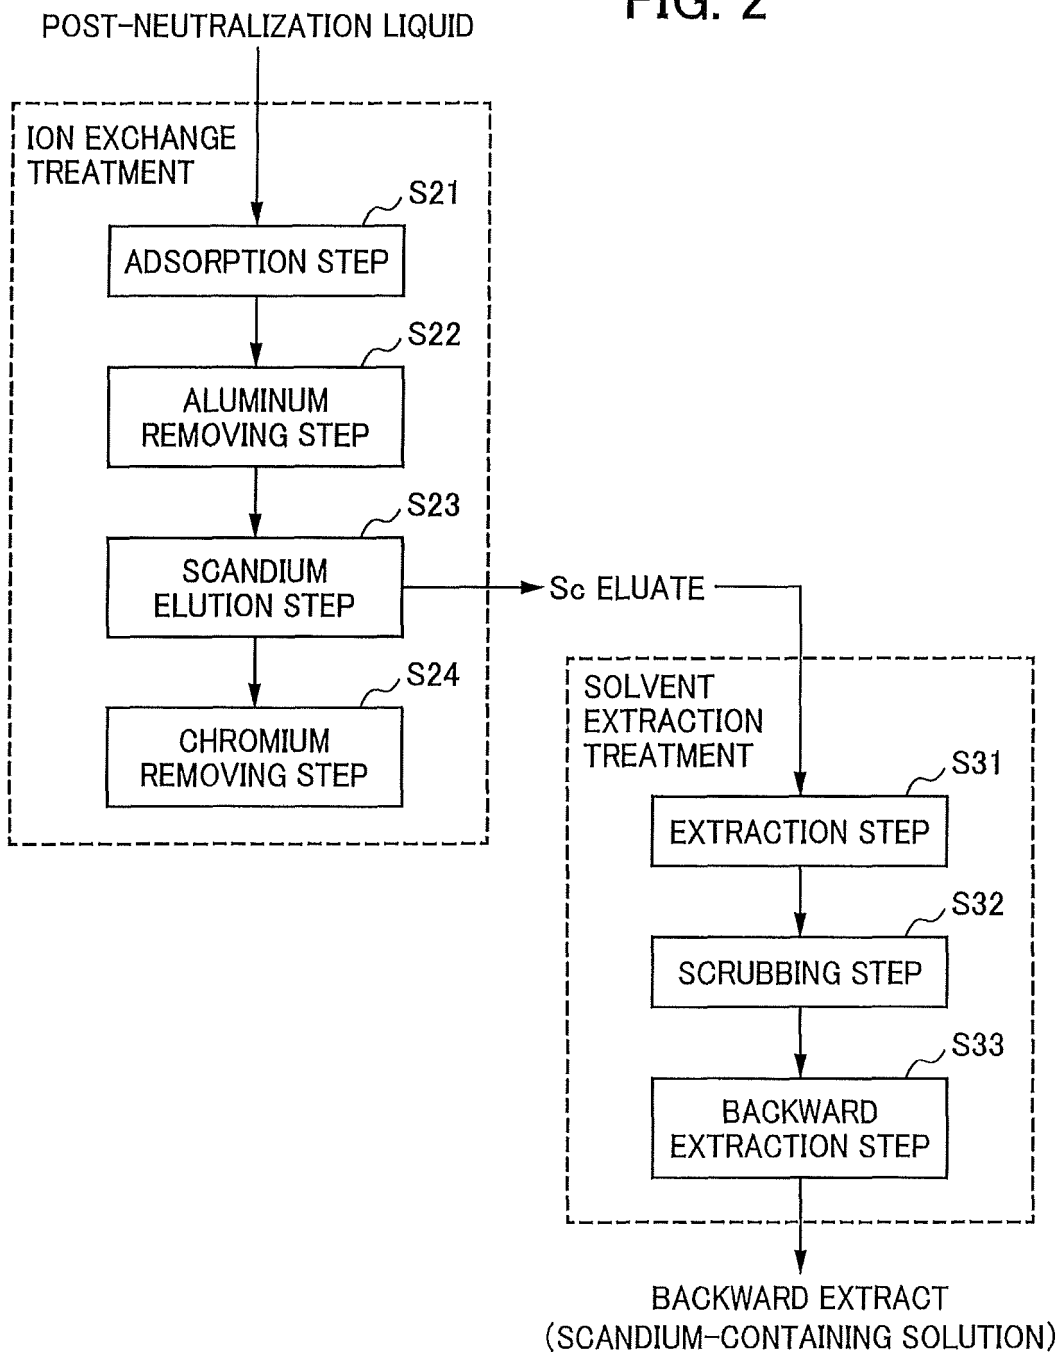 FIG. 2
POST-NEUTRALIZATION LIQUID
ION EXCHANGE
TREATMENT
S21
ADSORPTION STEP
S22
ALUMINUM
REMOVING STEP
S23
SCANDIUM
ELUTION STEP
Sc ELUATE
S24
CHROMIUM
REMOVING STEP
SOLVENT
EXTRACTION
TREATMENT
S31
EXTRACTION STEP
S32
SCRUBBING STEP
S33
BACKWARD
EXTRACTION STEP
BACKWARD EXTRACT
(SCANDIUM-CONTAINING SOLUTION)